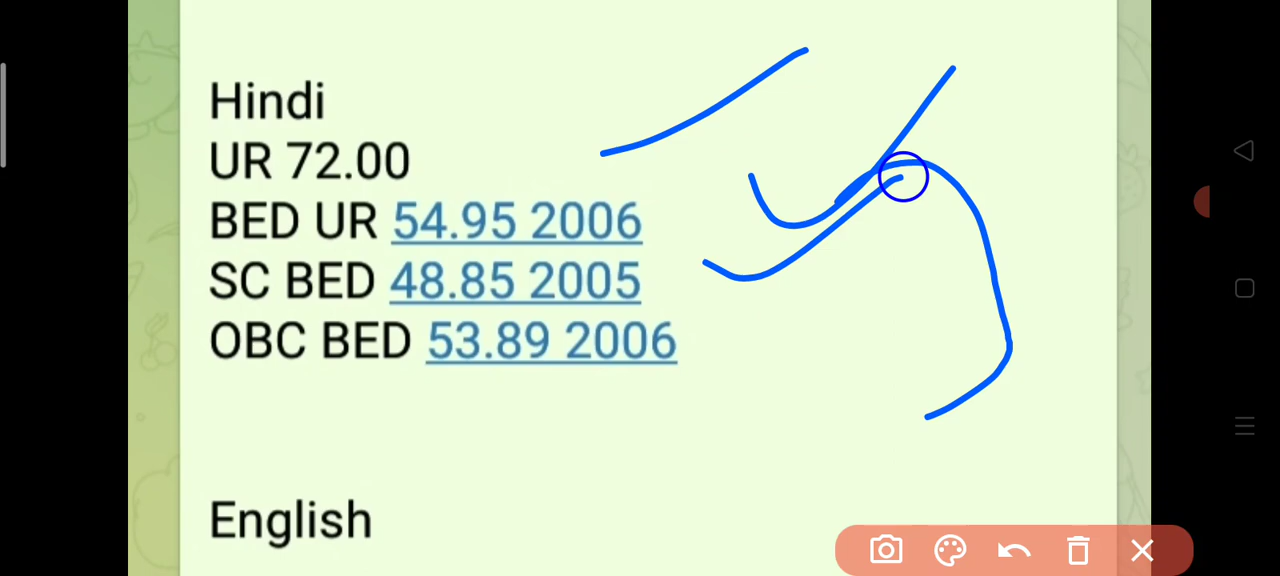 Hindi
UR 72.00
BED UR 54.95 2006
SC BED 48.85 2005
OBC BED 53.89 2006
English